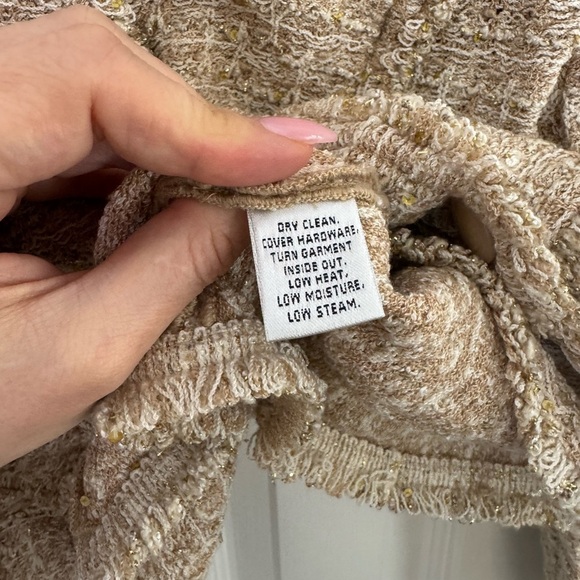 DRY CLEAN.
COVER HARDWARE,
TURN GARMENT
INSIDE OUT.
LOW HEAT,
LOW MOISTURE,
LOW STEAM.